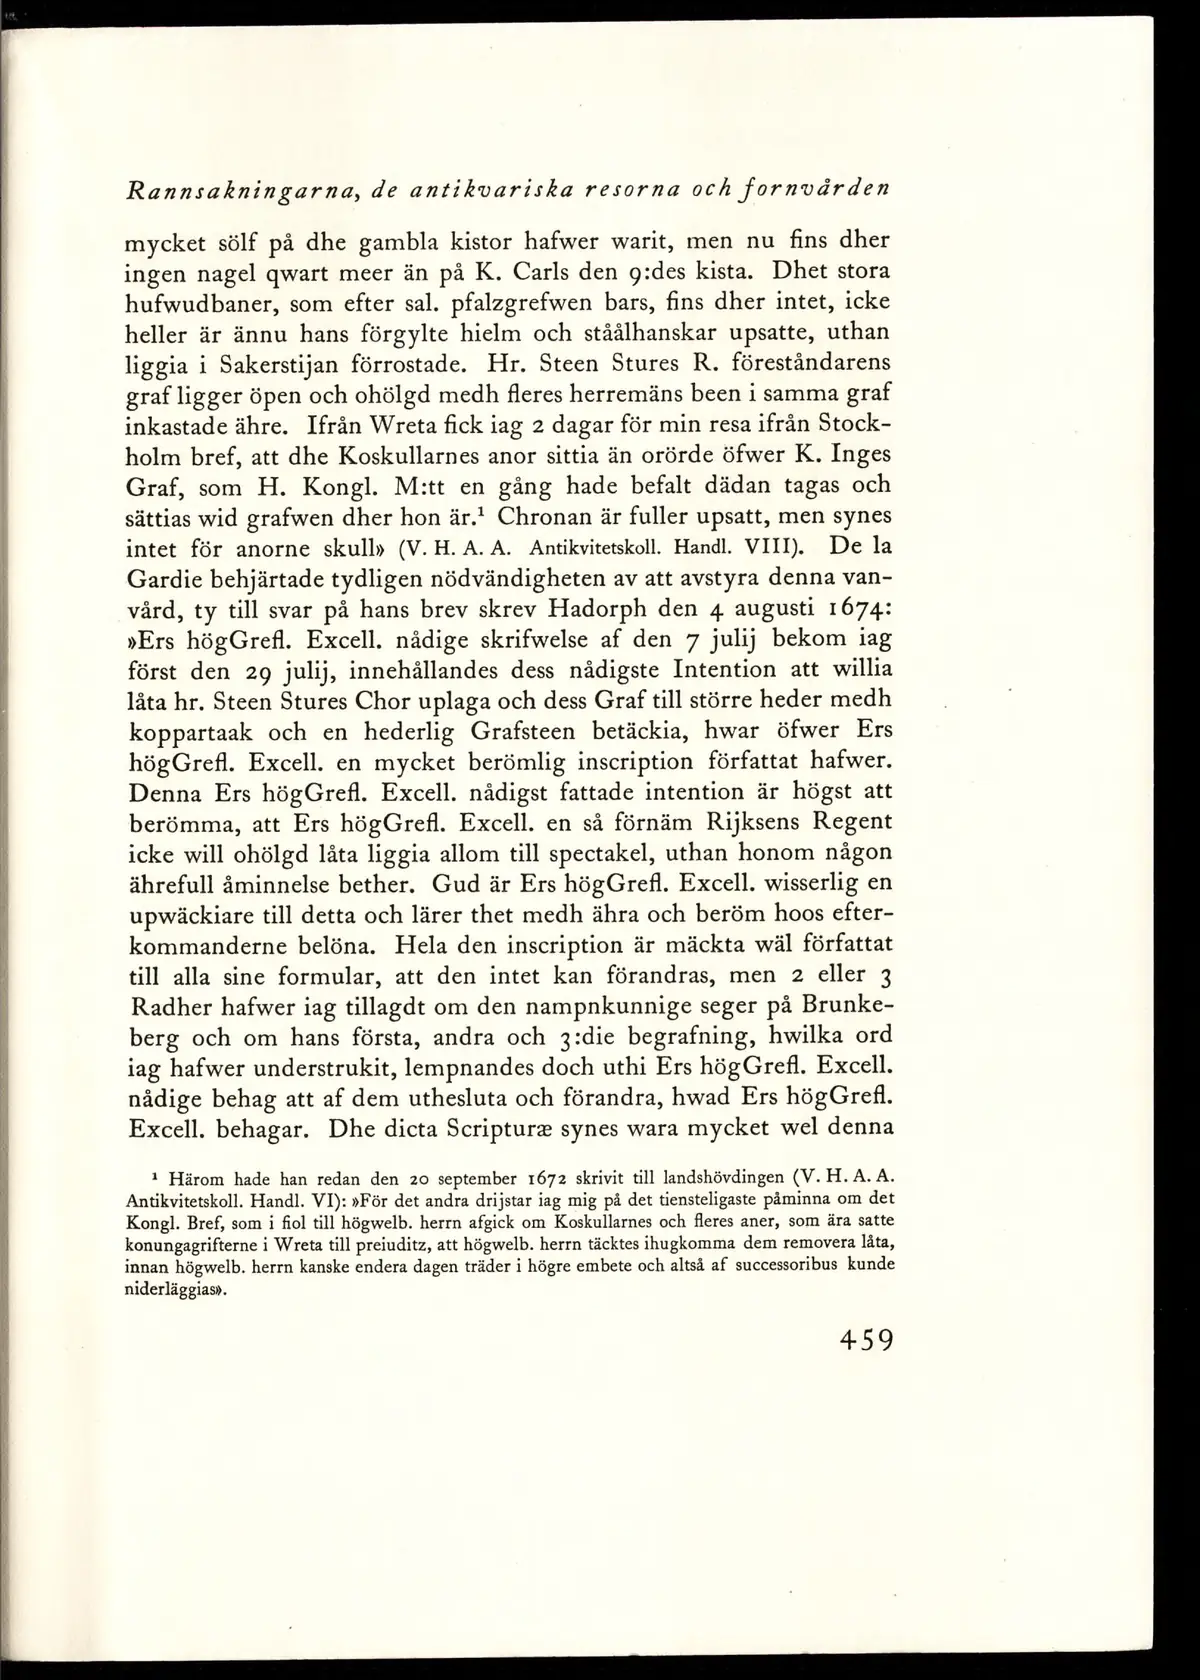 Rannsakningarna, de antikvariska resorna och fornvården
mycket sölf på dhe gambla kistor hafwer warit, men nu fins dher
ingen nagel qwart meer än på K. Carls den 9:des kista. Dhet stora
hufwudbaner, som efter sal. pfalzgrefwen bars, fins dher intet, icke
heller är ännu hans förgylte hielm och ståålhanskar upsatte, uthan
liggia i Sakerstijan förrostade. Hr. Steen Stures R. föreståndarens
graf ligger öpen och ohölgd medh fleres herremäns been i samma graf
inkastade ähre. Ifrån Wreta fick iag 2 dagar för min resa ifrån Stock-
holm bref, att dhe Koskullarnes anor sittia än orörde öfwer K. Inges
Graf, som H. Kongl. M:tt en gång hade befalt dädan tagas och
sättias wid grafwen dher hon är.¹ Chronan är fuller upsatt, men synes
intet för anorne skull» (V. H. A. A. Antikvitetskoll. Handl. VIII). De la
Gardie behjärtade tydligen nödvändigheten av att avstyra denna van-
vård, ty till svar på hans brev skrev Hadorph den 4 augusti 1674:
»Ers högGrefl. Excell. nådige skrifwelse af den 7 julij bekom iag
först den 29 julij, innehållandes dess nådigste Intention att willia
låta hr. Steen Stures Chor uplaga och dess Graf till större heder medh
koppartaak och en hederlig Grafsteen betäckia, hwar öfwer Ers
högGrefl. Excell. en mycket berömlig inscription författat hafwer.
Denna Ers högGrefl. Excell. nådigst fattade intention är högst att
berömma, att Ers högGrefl. Excell. en så förnäm Rijksens Regent
icke will ohölgd låta liggia allom till spectakel, uthan honom någon
ährefull åminnelse bether. Gud är Ers högGrefl. Excell. wisserlig en
upwäckiare till detta och lärer thet medh ähra och beröm hoos efter-
kommanderne belöna. Hela den inscription är mäckta wäl författat
till alla sine formular, att den intet kan förandras, men 2 eller 3
Radher hafwer iag tillagdt om den nampnkunnige seger på Brunke-
berg och om hans första, andra och 3:die begrafning, hwilka ord
iag hafwer understrukit, lempnandes doch uthi Ers högGrefl. Excell.
nådige behag att af dem uthesluta och förandra, hwad Ers högGrefl.
Excell. behagar. Dhe dicta Scripturæ synes wara mycket wel denna
¹ Härom hade han redan den 20 september 1672 skrivit till landshövdingen (V. H. A. A.
Antikvitetskoll. Handl. VI): »För det andra drijstar iag mig på det tiensteligaste påminna om det
Kongl. Bref, som i fiol till högwelb. herrn afgick om Koskullarnes och fleres aner, som ära satte
konungagrifterne i Wreta till preiuditz, att högwelb. herrn täcktes ihugkomma dem removera låta,
innan högwelb. herrn kanske endera dagen träder i högre embete och altså af successoribus kunde
niderläggias».
459